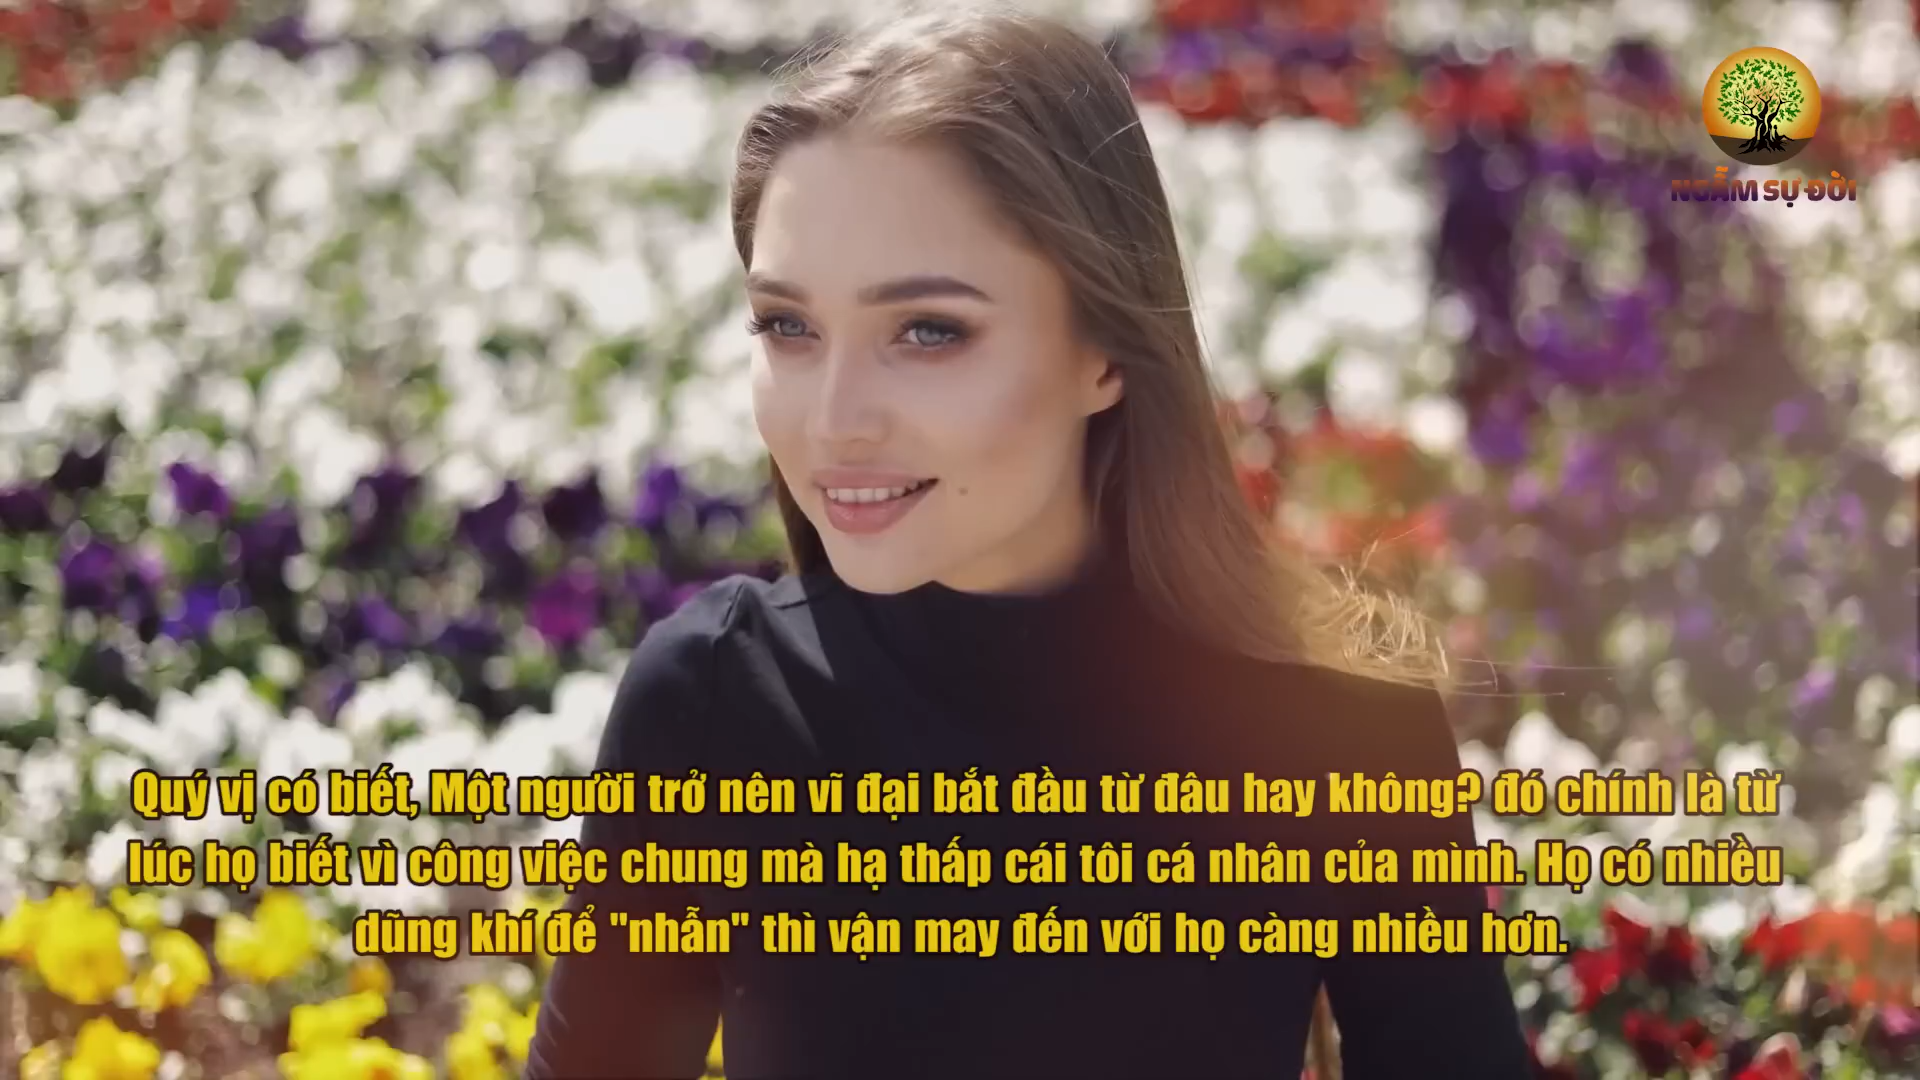 NGẪM SỰ ĐỜI
Quý vị có biết, Một người trở nên vĩ đại bắt đầu từ đâu hay không? đó chính là từ
lúc họ biết vì công việc chung mà hạ thấp cái tôi cá nhân của mình. Họ có nhiều
dũng khí để "nhẫn" thì vận may đến với họ càng nhiều hơn.